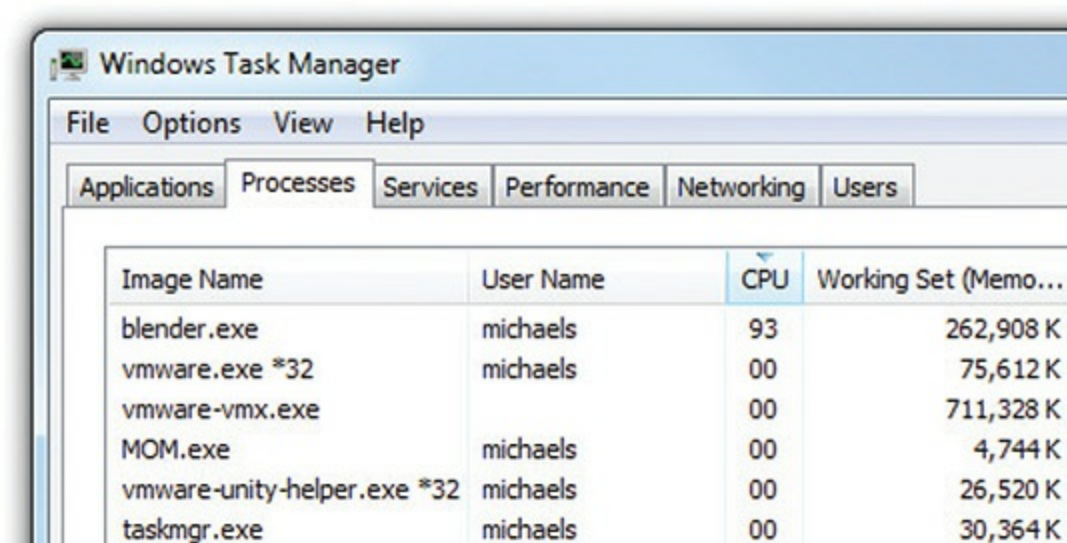 Windows Task Manager
File Options View Help
Applications Processes Services Performance Networking Users
Image Name User Name CPU Working Set (Memo...
blender.exe michaels 93 262,908 K
vmware.exe *32 michaels 00 75,612 K
vmware-vmx.exe 00 711,328 K
MOM.exe michaels 00 4,744 K
vmware-unity-helper.exe *32 michaels 00 26,520 K
taskmgr.exe michaels 00 30,364 K